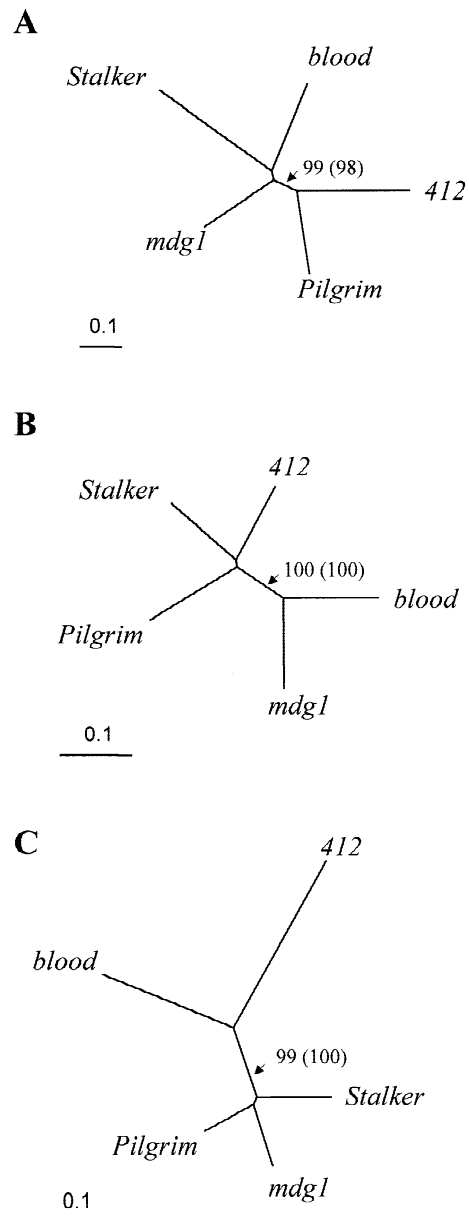 A
blood
Stalker
99 (98)
412
mdg1
Pilgrim
0.1
B
412
Stalker
100 (100)
blood
Pilgrim
mdg1
0.1
C
412
blood
99 (100)
Stalker
Pilgrim
mdg1
0.1